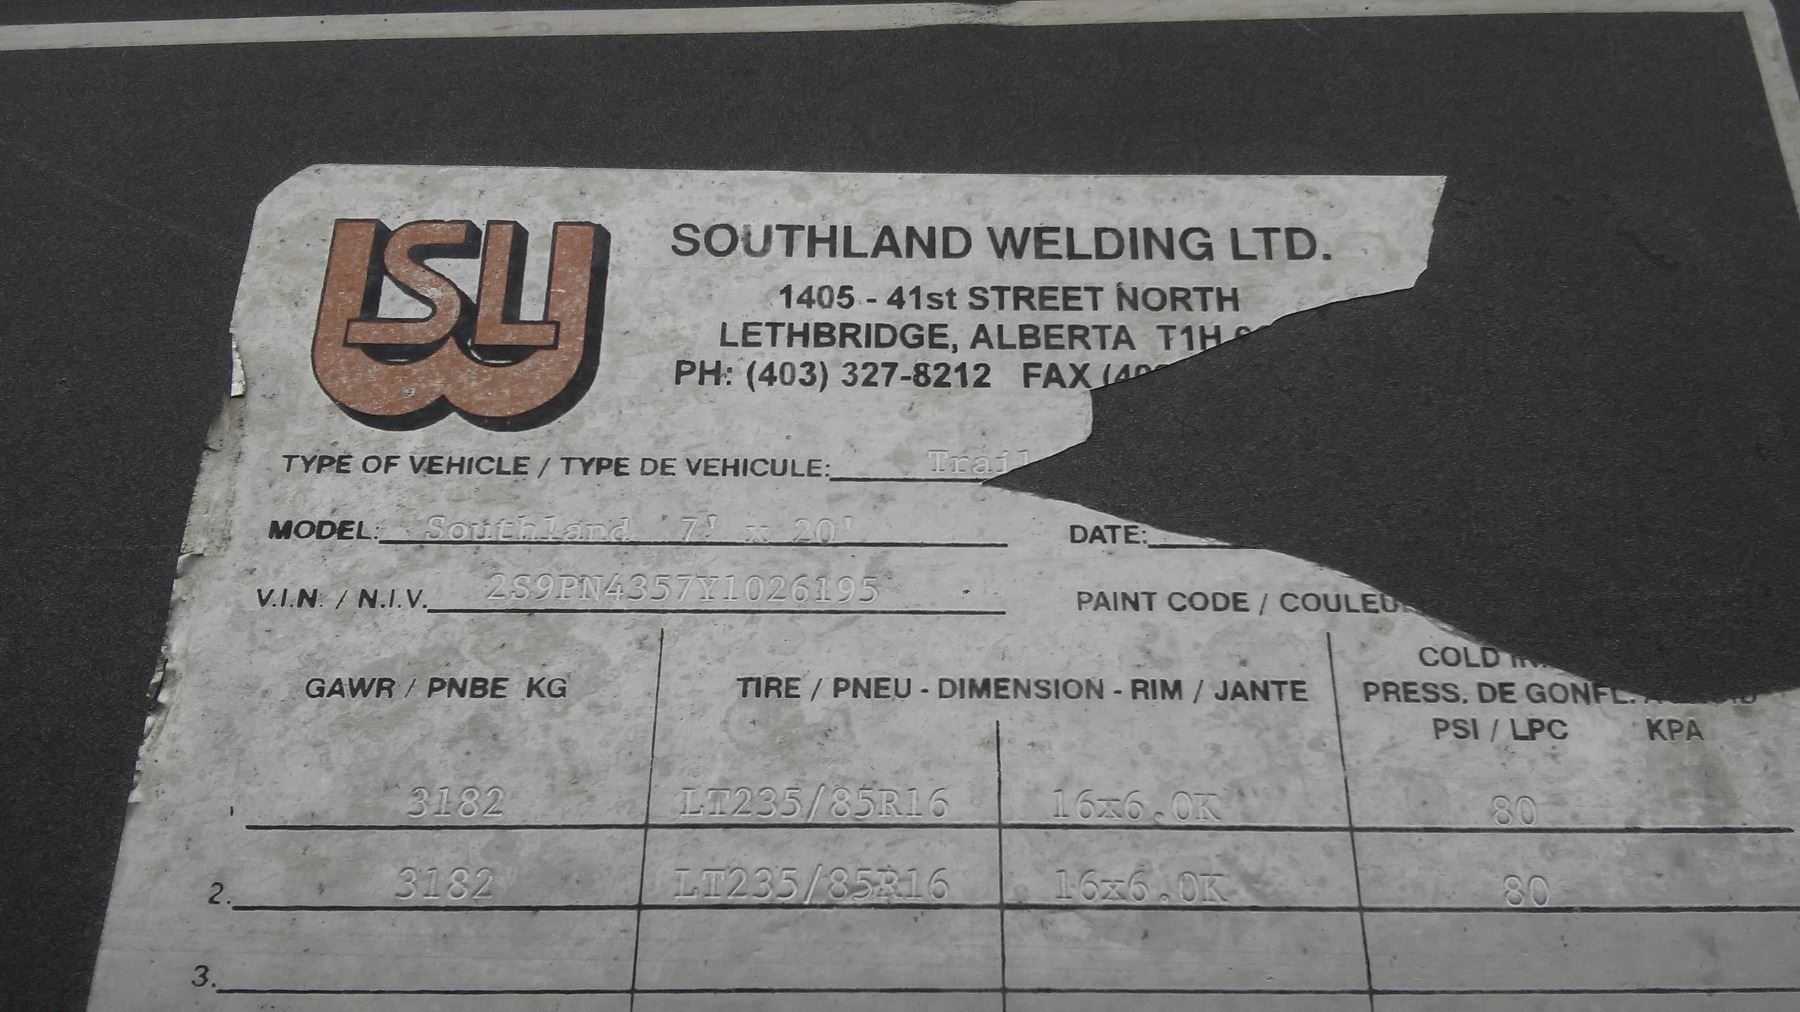 SLW
SOUTHLAND WELDING LTD.
1405 - 41st STREET NORTH
LETHBRIDGE, ALBERTA T1H
PH: (403) 327-8212 FAX
TYPE OF VEHICLE / TYPE DE VEHICULE:
MODEL: Southland 7' x 20' DATE:
V.I.N. / N.I.V. 2S9PN4357Y1026195 PAINT CODE /
GAWR / PNBE KG TIRE / PNEU - DIMENSION - RIM / JANTE COLD
PRESS. DE GONFL.
PSI / LPC KPA
3182 LT235/85R16 16x6.0K 80
2. 3182 LT235/85R16 16x6.0K 80
3.